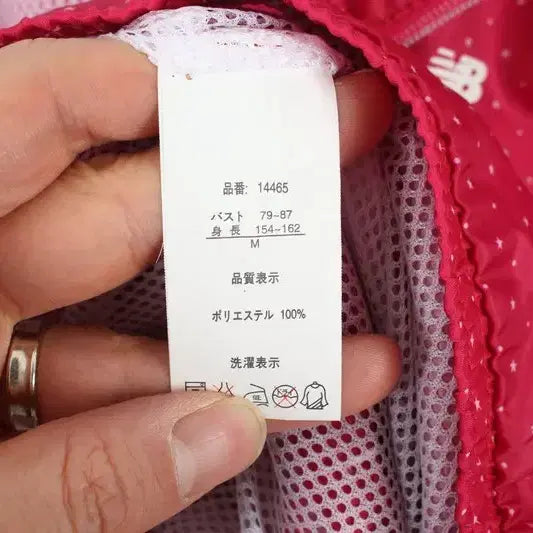 品番: 14465
バスト 79~87
身長 154~162
M
品質表示
ポリエステル 100%
洗濯表示
NB